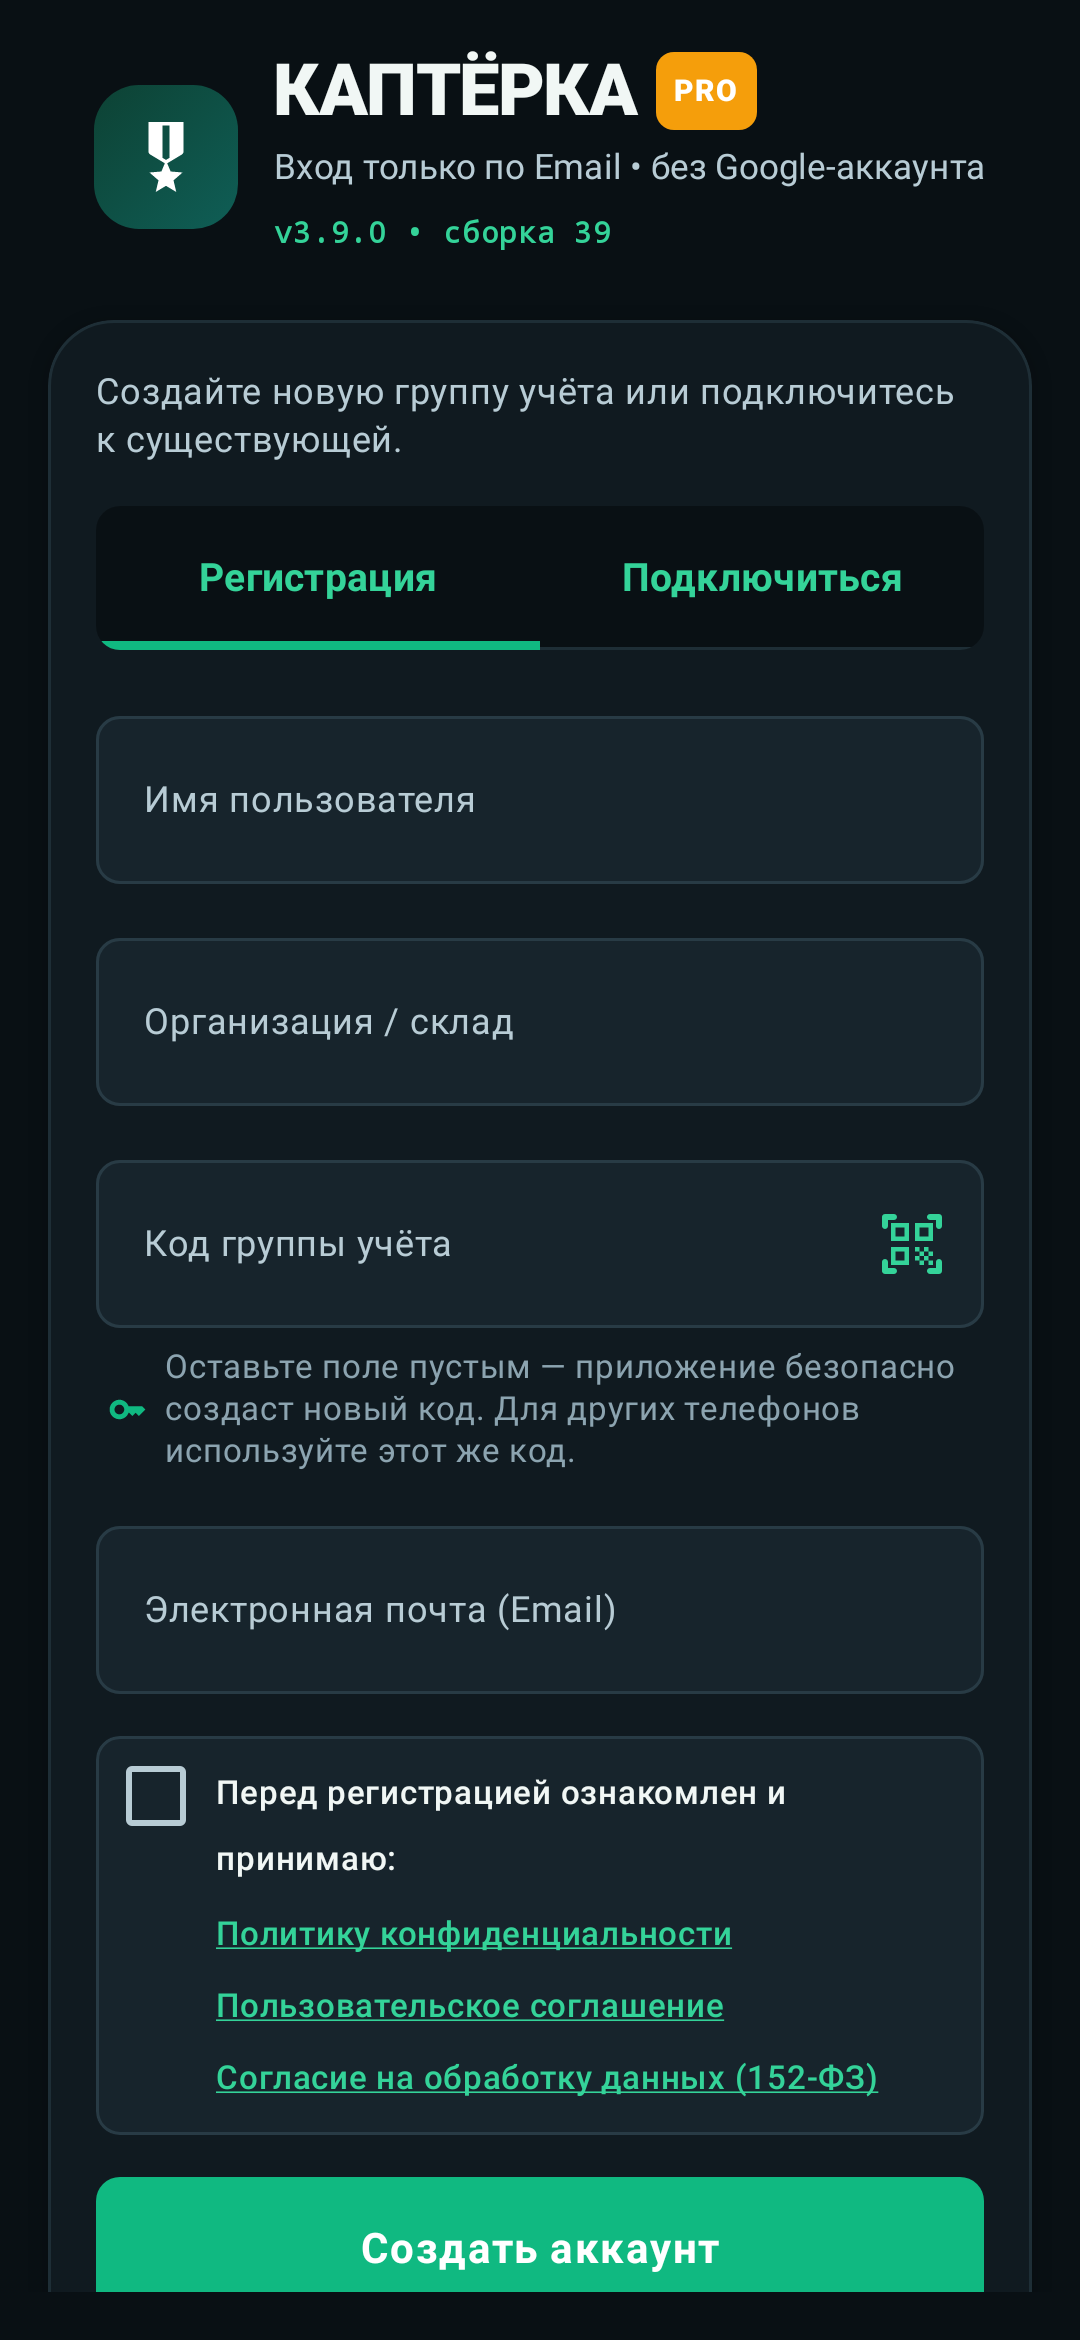 КАПТЁРКА PRO
Вход только по Email • без Google-аккаунта
v3.9.0 • сборка 39
Создайте новую группу учёта или подключитесь
к существующей.
Регистрация Подключиться
Имя пользователя
Организация / склад
Код группы учёта
Оставьте поле пустым — приложение безопасно
создаст новый код. Для других телефонов
используйте этот же код.
Электронная почта (Email)
Перед регистрацией ознакомлен и
принимаю:
Политику конфиденциальности
Пользовательское соглашение
Согласие на обработку данных (152-ФЗ)
Создать аккаунт